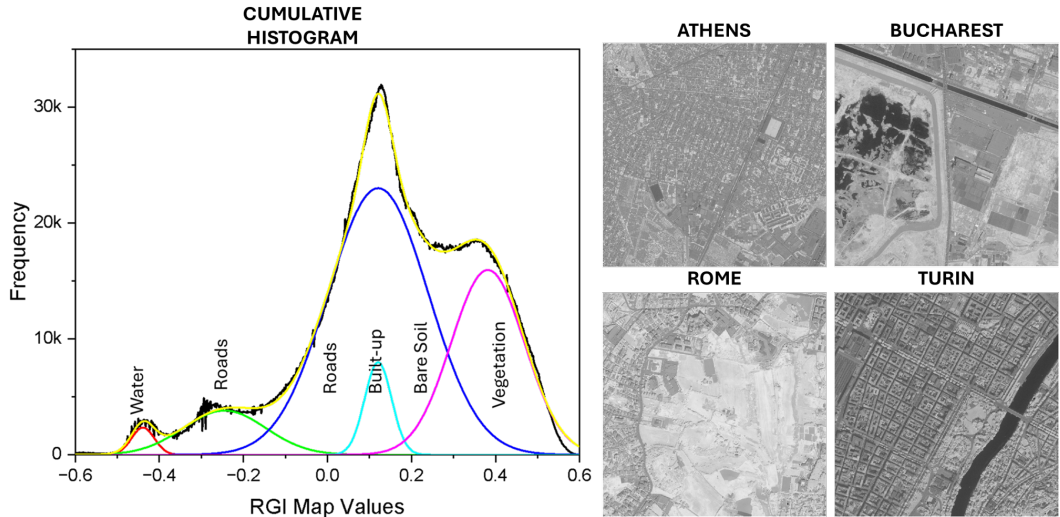 CUMULATIVE
HISTOGRAM
Frequency
30k
20k
10k
0
Water
Roads
Roads
Built-up
Bare Soil
Vegetation
−0.6 −0.4 −0.2 0.0 0.2 0.4 0.6
RGI Map Values
ATHENS
BUCHAREST
ROME
TURIN